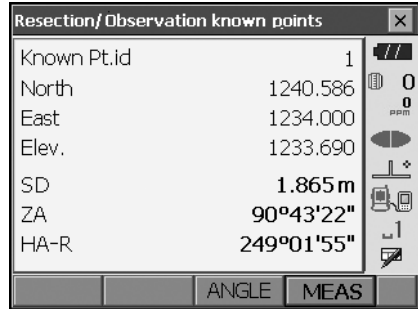 Resection/Observation known points
Known Pt.id 1
North 1240.586
East 1234.000
Elev. 1233.690
SD 1.865m
ZA 90°43'22"
HA-R 249°01'55"
0
0
ppm
1
ANGLE MEAS